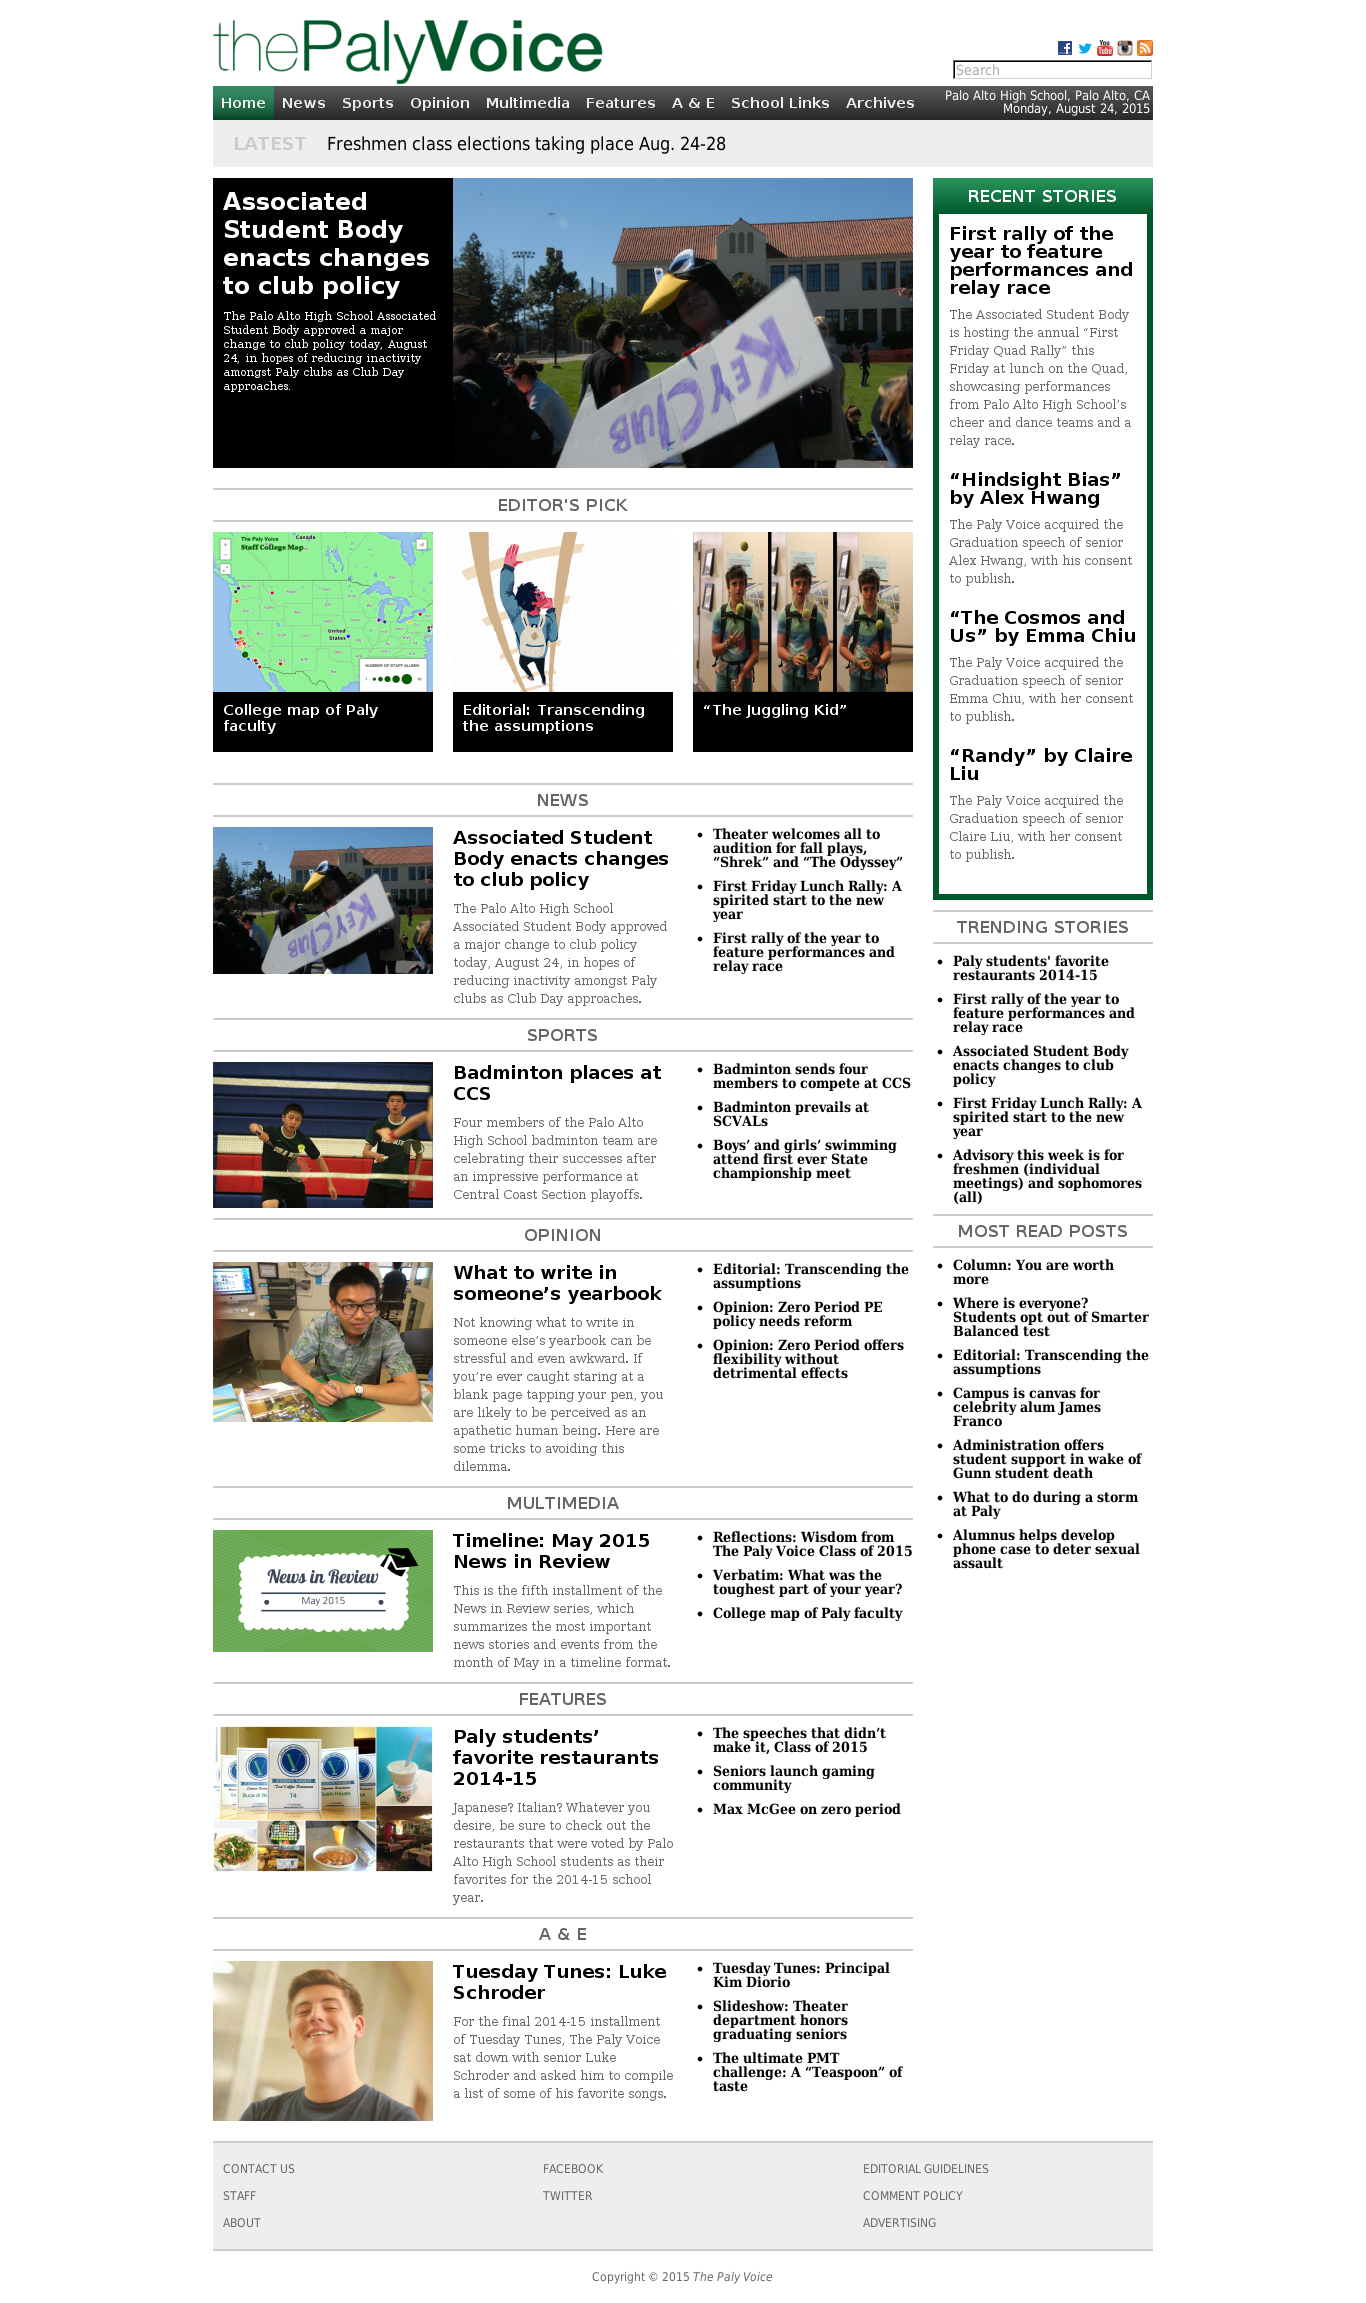 thePalyVoice
Search
Home News Sports Opinion Multimedia Features A & E School Links Archives
Palo Alto High School, Palo Alto, CA
Monday, August 24, 2015
LATEST Freshmen class elections taking place Aug. 24-28
Associated
Student Body
enacts changes
to club policy
The Palo Alto High School Associated
Student Body approved a major
change to club policy today, August
24, in hopes of reducing inactivity
amongst Paly clubs as Club Day
approaches.
KEY CLUB
EDITOR'S PICK
The Paly Voice
Staff College Map
Canada
United
States
NUMBER OF STAFF ALUMNI
College map of Paly
faculty
Editorial: Transcending
the assumptions
“The Juggling Kid”
NEWS
KEY CLUB
Associated Student
Body enacts changes
to club policy
The Palo Alto High School
Associated Student Body approved
a major change to club policy
today, August 24, in hopes of
reducing inactivity amongst Paly
clubs as Club Day approaches.
• Theater welcomes all to
audition for fall plays,
“Shrek” and “The Odyssey”
• First Friday Lunch Rally: A
spirited start to the new
year
• First rally of the year to
feature performances and
relay race
SPORTS
Badminton places at
CCS
Four members of the Palo Alto
High School badminton team are
celebrating their successes after
an impressive performance at
Central Coast Section playoffs.
• Badminton sends four
members to compete at CCS
• Badminton prevails at
SCVALs
• Boys’ and girls’ swimming
attend first ever State
championship meet
OPINION
What to write in
someone’s yearbook
Not knowing what to write in
someone else’s yearbook can be
stressful and even awkward. If
you’re ever caught staring at a
blank page tapping your pen, you
are likely to be perceived as an
apathetic human being. Here are
some tricks to avoiding this
dilemma.
• Editorial: Transcending the
assumptions
• Opinion: Zero Period PE
policy needs reform
• Opinion: Zero Period offers
flexibility without
detrimental effects
MULTIMEDIA
News in Review
May 2015
Timeline: May 2015
News in Review
This is the fifth installment of the
News in Review series, which
summarizes the most important
news stories and events from the
month of May in a timeline format.
• Reflections: Wisdom from
The Paly Voice Class of 2015
• Verbatim: What was the
toughest part of your year?
• College map of Paly faculty
FEATURES
T4
Paly students’
favorite restaurants
2014-15
Japanese? Italian? Whatever you
desire, be sure to check out the
restaurants that were voted by Palo
Alto High School students as their
favorites for the 2014-15 school
year.
• The speeches that didn’t
make it, Class of 2015
• Seniors launch gaming
community
• Max McGee on zero period
A & E
Tuesday Tunes: Luke
Schroder
For the final 2014-15 installment
of Tuesday Tunes, The Paly Voice
sat down with senior Luke
Schroder and asked him to compile
a list of some of his favorite songs.
• Tuesday Tunes: Principal
Kim Diorio
• Slideshow: Theater
department honors
graduating seniors
• The ultimate PMT
challenge: A “Teaspoon” of
taste
RECENT STORIES
First rally of the
year to feature
performances and
relay race
The Associated Student Body
is hosting the annual “First
Friday Quad Rally” this
Friday at lunch on the Quad,
showcasing performances
from Palo Alto High School’s
cheer and dance teams and a
relay race.
“Hindsight Bias”
by Alex Hwang
The Paly Voice acquired the
Graduation speech of senior
Alex Hwang, with his consent
to publish.
“The Cosmos and
Us” by Emma Chiu
The Paly Voice acquired the
Graduation speech of senior
Emma Chiu, with her consent
to publish.
“Randy” by Claire
Liu
The Paly Voice acquired the
Graduation speech of senior
Claire Liu, with her consent
to publish.
TRENDING STORIES
• Paly students' favorite
restaurants 2014-15
• First rally of the year to
feature performances and
relay race
• Associated Student Body
enacts changes to club
policy
• First Friday Lunch Rally: A
spirited start to the new
year
• Advisory this week is for
freshmen (individual
meetings) and sophomores
(all)
MOST READ POSTS
• Column: You are worth
more
• Where is everyone?
Students opt out of Smarter
Balanced test
• Editorial: Transcending the
assumptions
• Campus is canvas for
celebrity alum James
Franco
• Administration offers
student support in wake of
Gunn student death
• What to do during a storm
at Paly
• Alumnus helps develop
phone case to deter sexual
assault
CONTACT US
STAFF
ABOUT
FACEBOOK
TWITTER
EDITORIAL GUIDELINES
COMMENT POLICY
ADVERTISING
Copyright © 2015 The Paly Voice